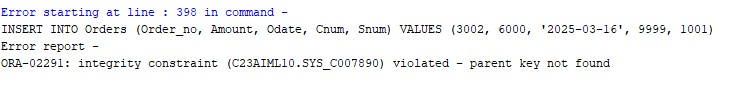 Error starting at line : 398 in command -
INSERT INTO Orders (Order_no, Amount, Odate, Cnum, Snum) VALUES (3002, 6000, '2025-03-16', 9999, 1001)
Error report -
ORA-02291: integrity constraint (C23AIML10.SYS_C007890) violated - parent key not found